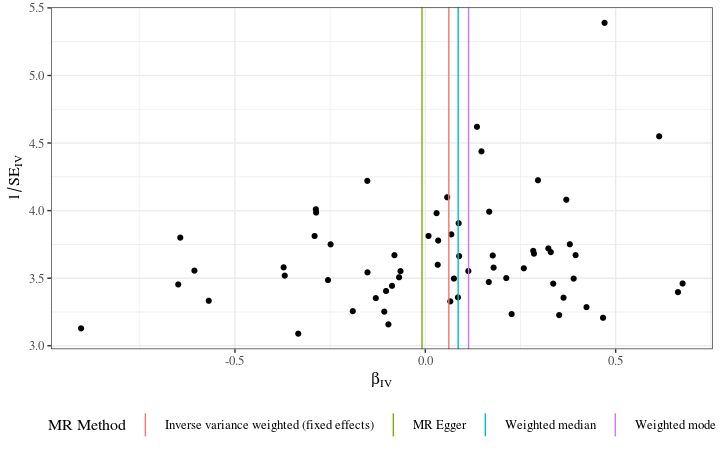 5.5
5.0
4.5
4.0
3.5
3.0
1/SE_IV
-0.5 0.0 0.5
β_IV
MR Method Inverse variance weighted (fixed effects) MR Egger Weighted median Weighted mode